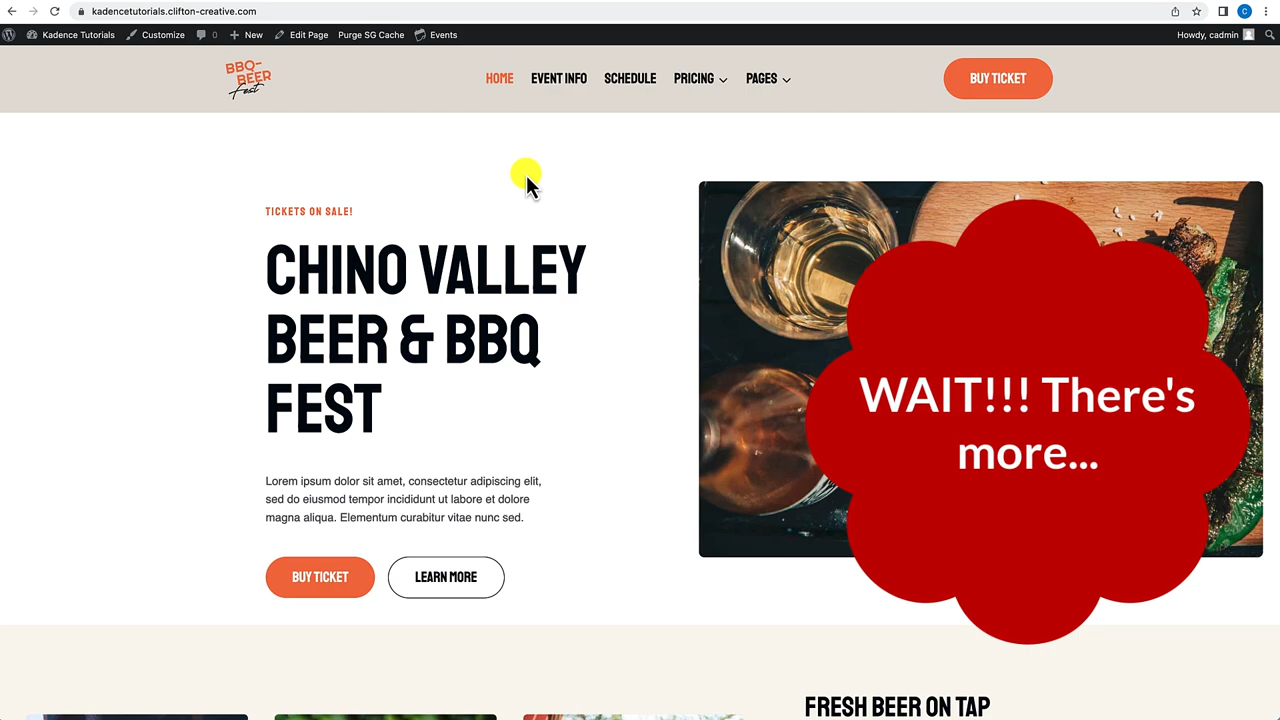 kadencetutorials.clifton-creative.com
C
Kadence Tutorials Customize 0 New Edit Page Purge SG Cache Events Howdy, cadmin
BBQ-
BEER
Fest
HOME EVENT INFO SCHEDULE PRICING PAGES BUY TICKET
TICKETS ON SALE!
CHINO VALLEY
BEER & BBQ
FEST
WAIT!!! There's
more...
Lorem ipsum dolor sit amet, consectetur adipiscing elit,
sed do eiusmod tempor incididunt ut labore et dolore
magna aliqua. Elementum curabitur vitae nunc sed.
BUY TICKET LEARN MORE
FRESH BEER ON TAP